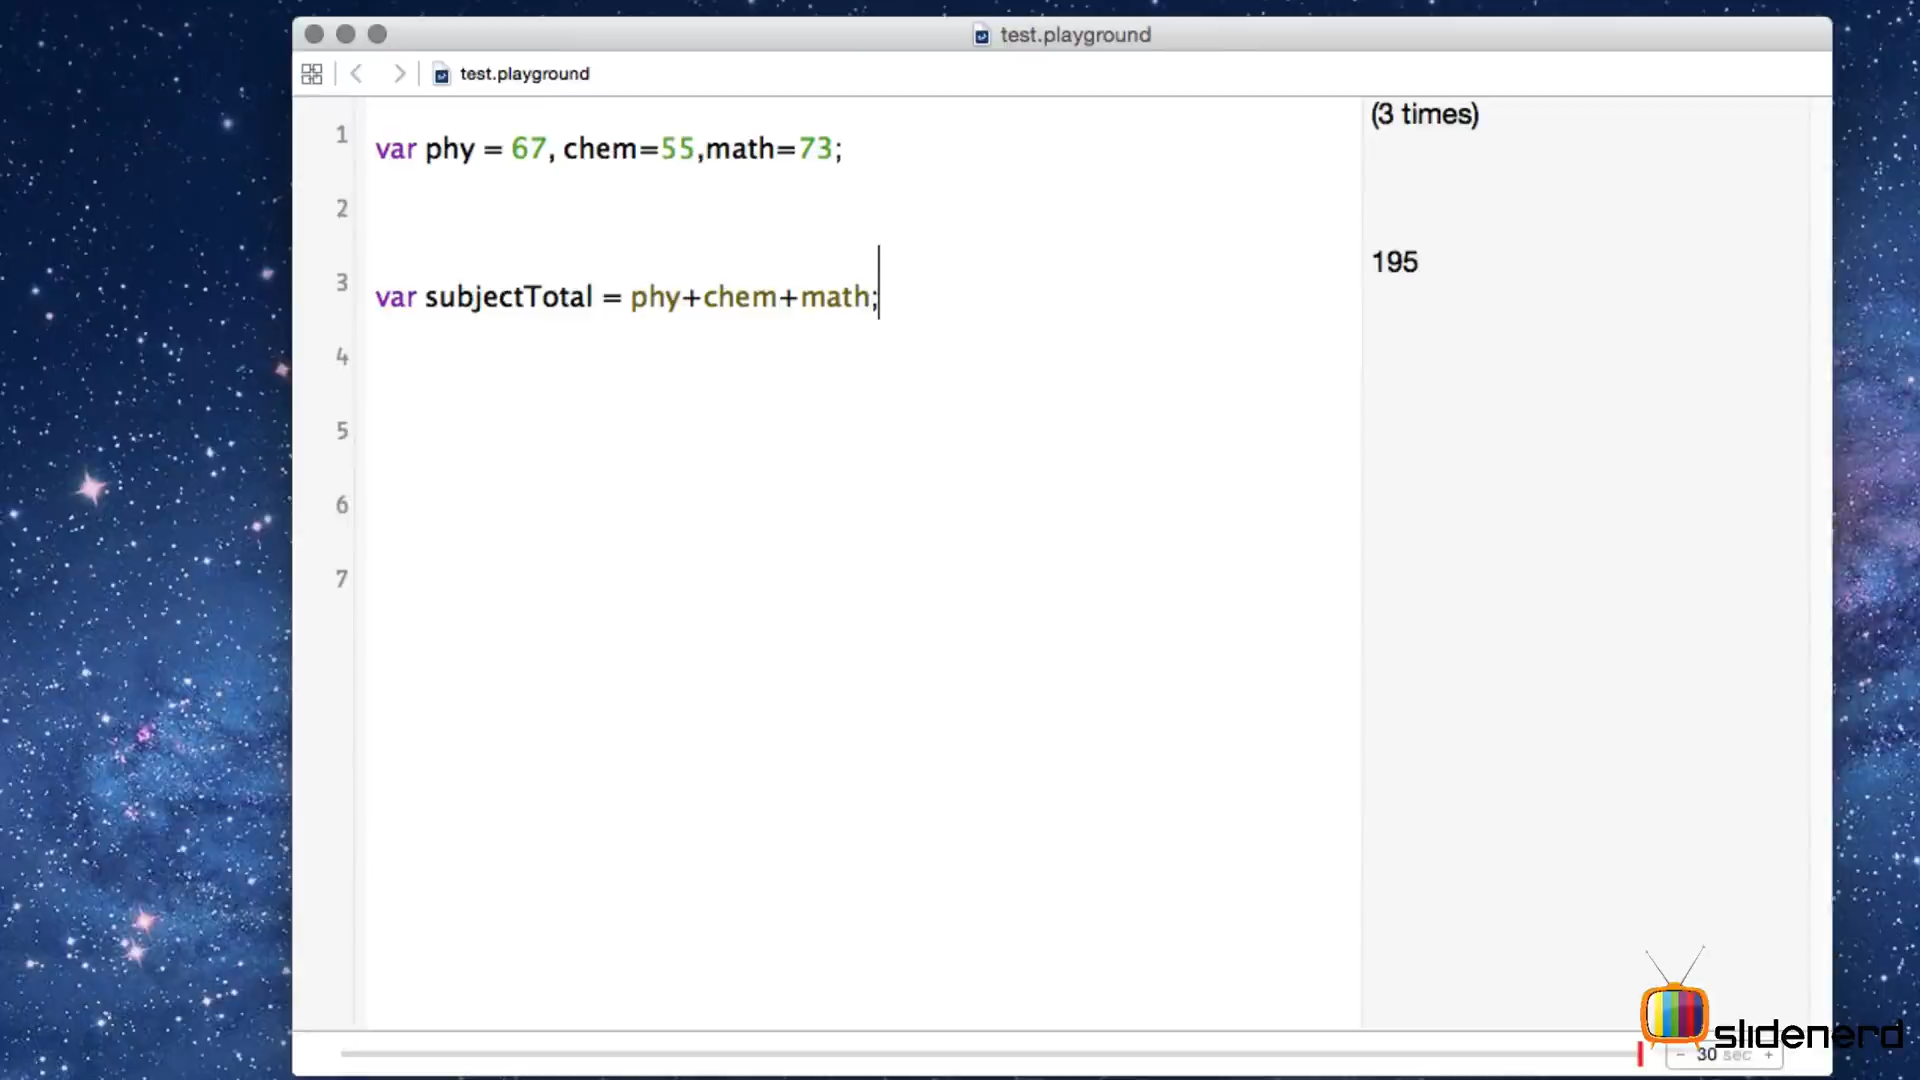 test.playground
test.playground
1 var phy = 67, chem=55,math=73; (3 times)
2
3 var subjectTotal = phy+chem+math; 195
4
5
6
7
slidenerd
- 30 sec +